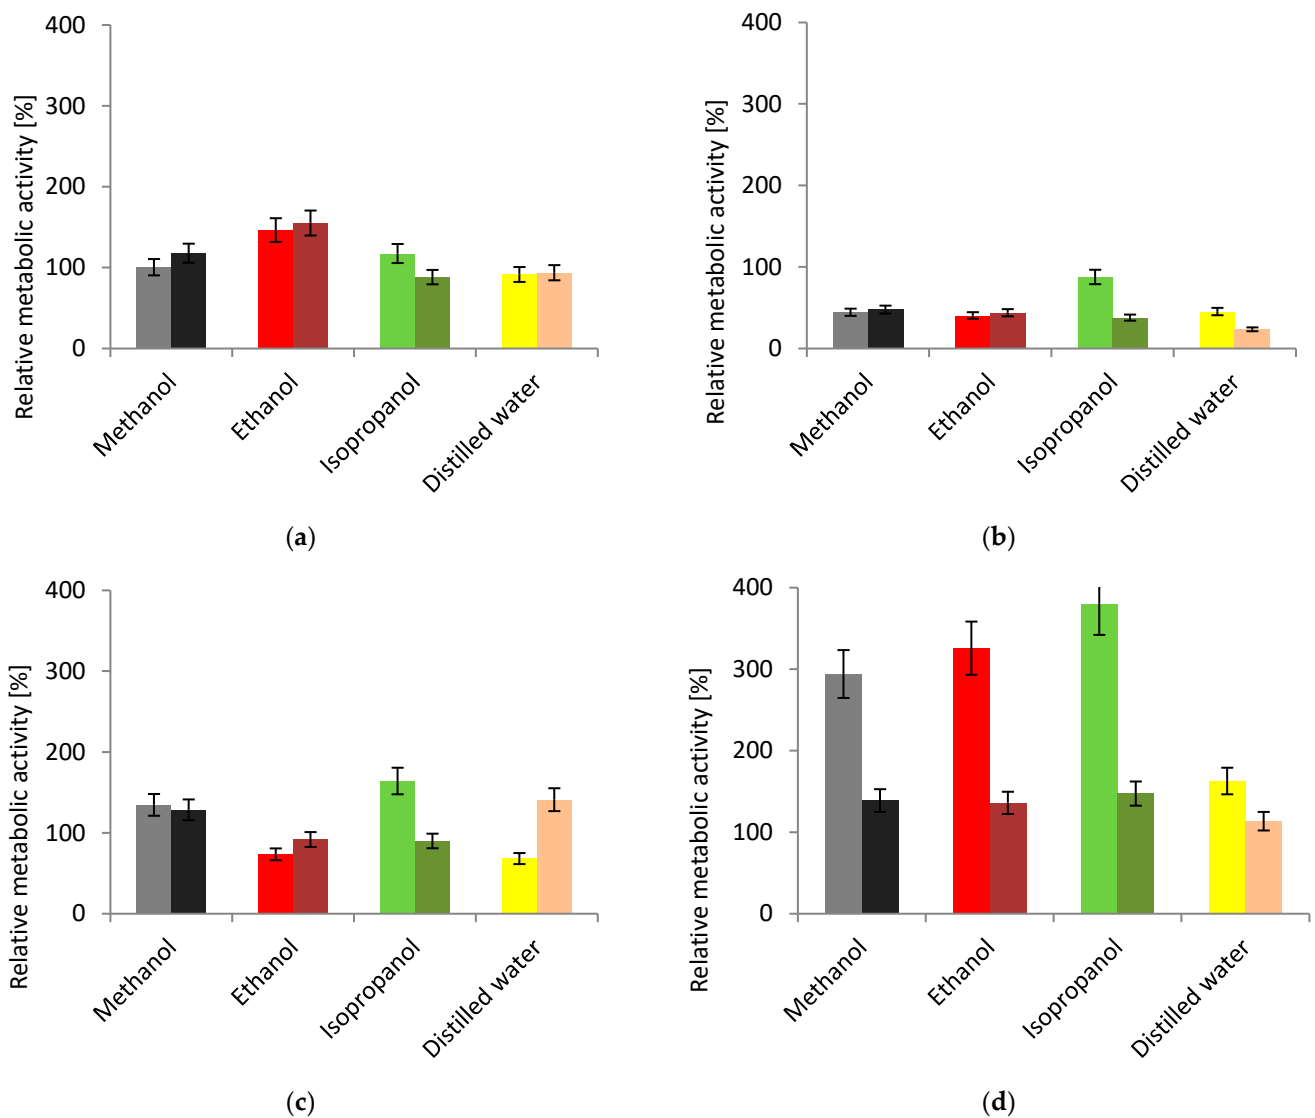 Relative metabolic activity [%]
400
300
200
100
0
Methanol
Ethanol
Isopropanol
Distilled water
(a)
Relative metabolic activity [%]
400
300
200
100
0
Methanol
Ethanol
Isopropanol
Distilled water
(b)
Relative metabolic activity [%]
400
300
200
100
0
Methanol
Ethanol
Isopropanol
Distilled water
(c)
Relative metabolic activity [%]
400
300
200
100
0
Methanol
Ethanol
Isopropanol
Distilled water
(d)